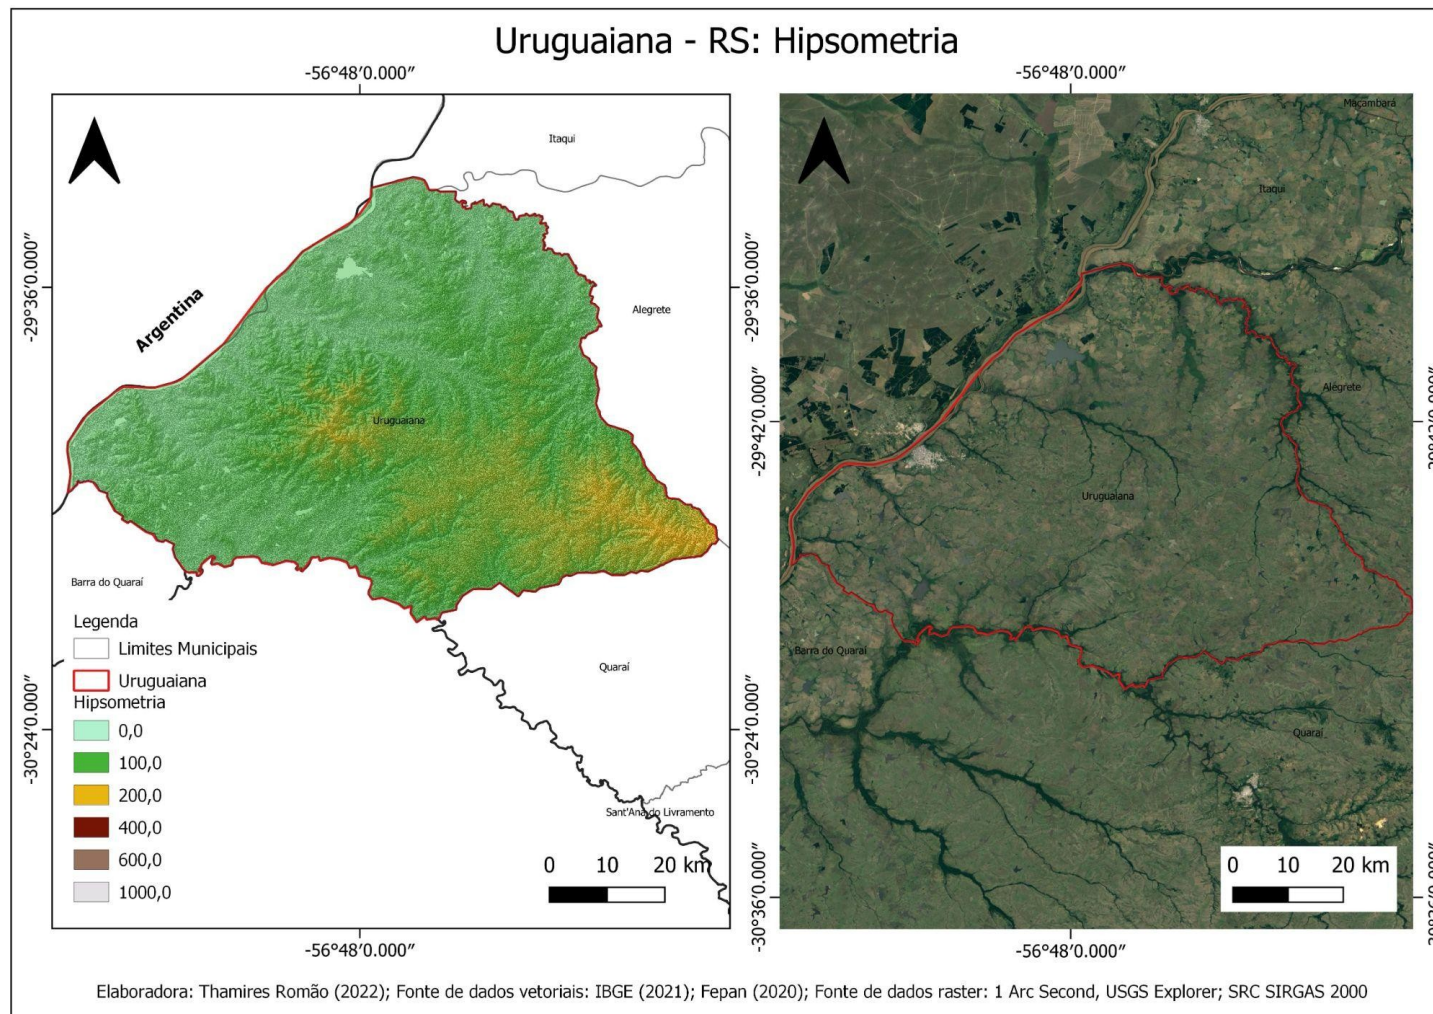 Uruguaiana - RS: Hipsometria
-56°48′0.000″
-56°48′0.000″
-29°36′0.000″
-29°36′0.000″
-30°24′0.000″
-30°24′0.000″
Itaqui
Argentina
Alegrete
Uruguaiana
Barra do Quaraí
Quaraí
Sant'Ana do Livramento
Legenda
Limites Municipais
Uruguaiana
Hipsometria
0,0
100,0
200,0
400,0
600,0
1000,0
0 10 20 km
-56°48′0.000″
Maçambará
Itaqui
-29°42′0.000″
Alegrete
Uruguaiana
Barra do Quaraí
Quaraí
-30°36′0.000″
0 10 20 km
-56°48′0.000″
Elaboradora: Thamires Romão (2022); Fonte de dados vetoriais: IBGE (2021); Fepan (2020); Fonte de dados raster: 1 Arc Second, USGS Explorer; SRC SIRGAS 2000